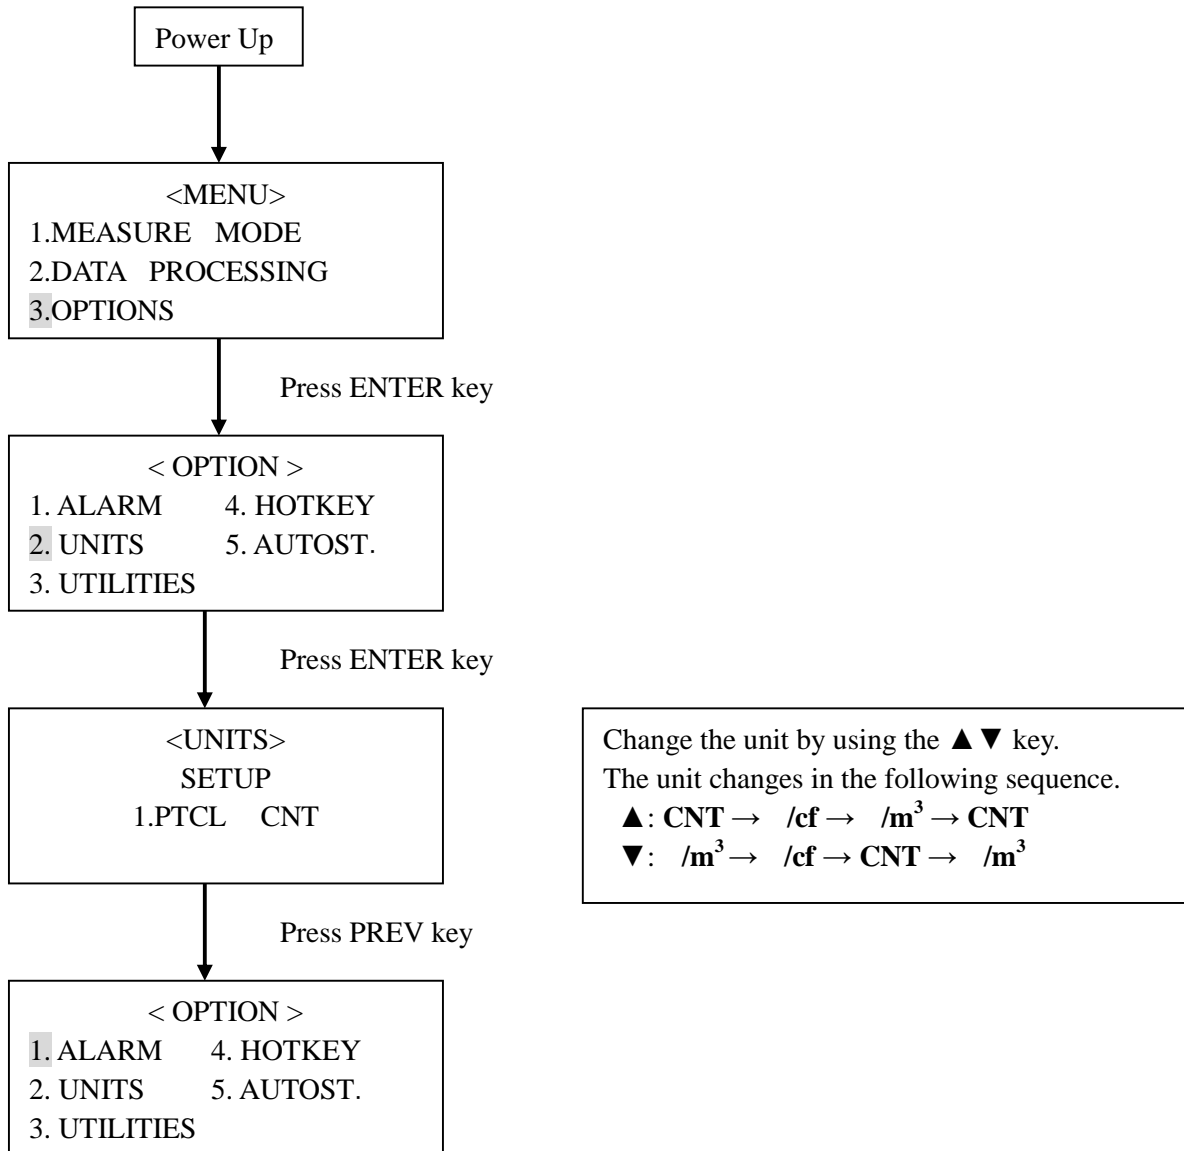 Power Up
<MENU>
1.MEASURE MODE
2.DATA PROCESSING
3.OPTIONS
Press ENTER key
< OPTION >
1. ALARM 4. HOTKEY
2. UNITS 5. AUTOST.
3. UTILITIES
Press ENTER key
<UNITS>
SETUP
1.PTCL CNT
Change the unit by using the ▲▼ key.
The unit changes in the following sequence.
▲: CNT → /cf → /m³ → CNT
▼: /m³ → /cf → CNT → /m³
Press PREV key
< OPTION >
1. ALARM 4. HOTKEY
2. UNITS 5. AUTOST.
3. UTILITIES